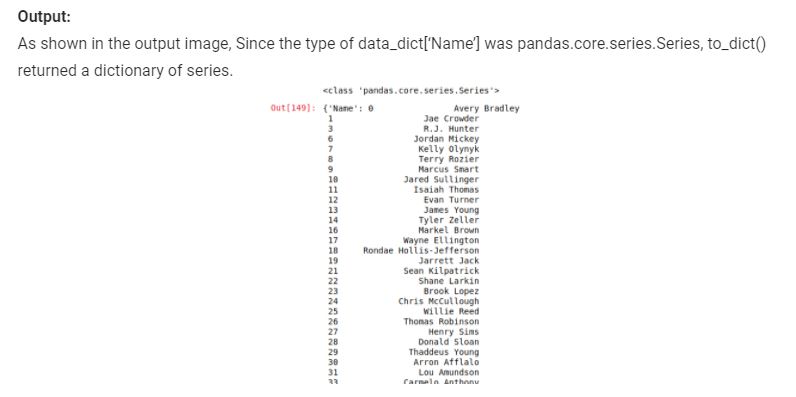 Output:
As shown in the output image, Since the type of data_dict['Name'] was pandas.core.series.Series, to_dict()
returned a dictionary of series.
<class 'pandas.core.series.Series'>
Out[149]: {'Name': 0 Avery Bradley
1 Jae Crowder
3 R.J. Hunter
6 Jordan Mickey
7 Kelly Olynyk
8 Terry Rozier
9 Marcus Smart
10 Jared Sullinger
11 Isaiah Thomas
12 Evan Turner
13 James Young
14 Tyler Zeller
16 Markel Brown
17 Wayne Ellington
18 Rondae Hollis-Jefferson
19 Jarrett Jack
21 Sean Kilpatrick
22 Shane Larkin
23 Brook Lopez
24 Chris McCullough
25 Willie Reed
26 Thomas Robinson
27 Henry Sims
28 Donald Sloan
29 Thaddeus Young
30 Arron Afflalo
31 Lou Amundson
33 Carmelo Anthony